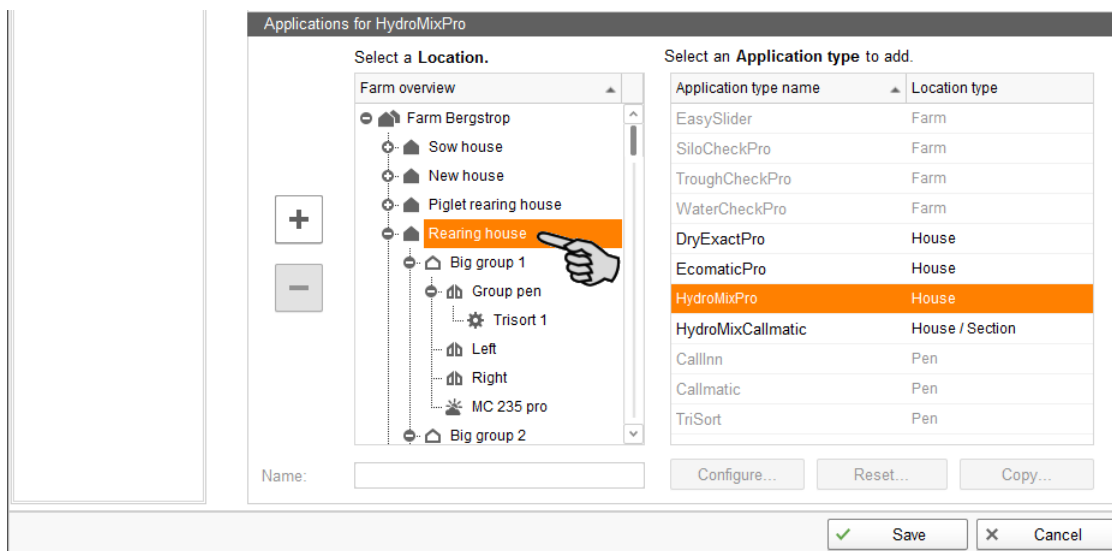 Applications for HydroMixPro
Select a Location.
Select an Application type to add.
Farm overview
Application type name Location type
Farm Bergstrop
EasySlider Farm
Sow house
SiloCheckPro Farm
New house
TroughCheckPro Farm
Piglet rearing house
WaterCheckPro Farm
Rearing house
DryExactPro House
Big group 1
EcomaticPro House
Group pen
HydroMixPro House
Trisort 1
HydroMixCallmatic House / Section
Left
CallInn Pen
Right
Callmatic Pen
MC 235 pro
TriSort Pen
Big group 2
Name:
Configure... Reset... Copy...
Save Cancel